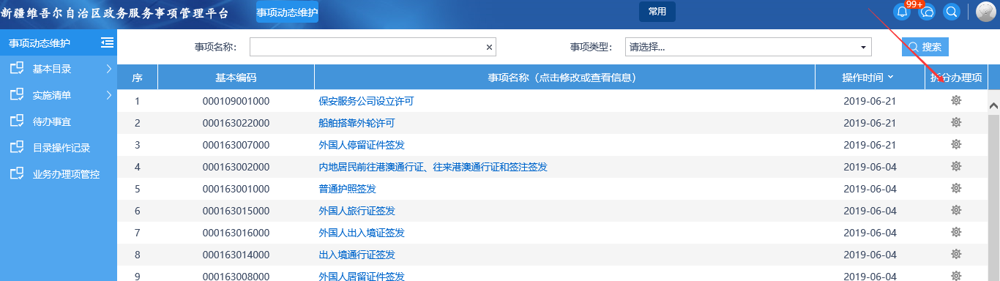 新疆维吾尔自治区政务服务事项管理平台 事项动态维护 常用 99+
事项动态维护 事项名称： 事项类型： 请选择... 搜索
基本目录
实施清单
待办事宜
目录操作记录
业务办理项管控
序 基本编码 事项名称（点击修改或查看信息） 操作时间 拆分办理项
1 000109001000 保安服务公司设立许可 2019-06-21
2 000163022000 船舶搭靠外轮许可 2019-06-21
3 000163007000 外国人停留证件签发 2019-06-21
4 000163002000 内地居民前往港澳通行证、往来港澳通行证和签注签发 2019-06-04
5 000163001000 普通护照签发 2019-06-04
6 000163015000 外国人旅行证签发 2019-06-04
7 000163016000 外国人出入境证签发 2019-06-04
8 000163014000 出入境通行证签发 2019-06-04
9 000163008000 外国人居留证件签发 2019-06-04